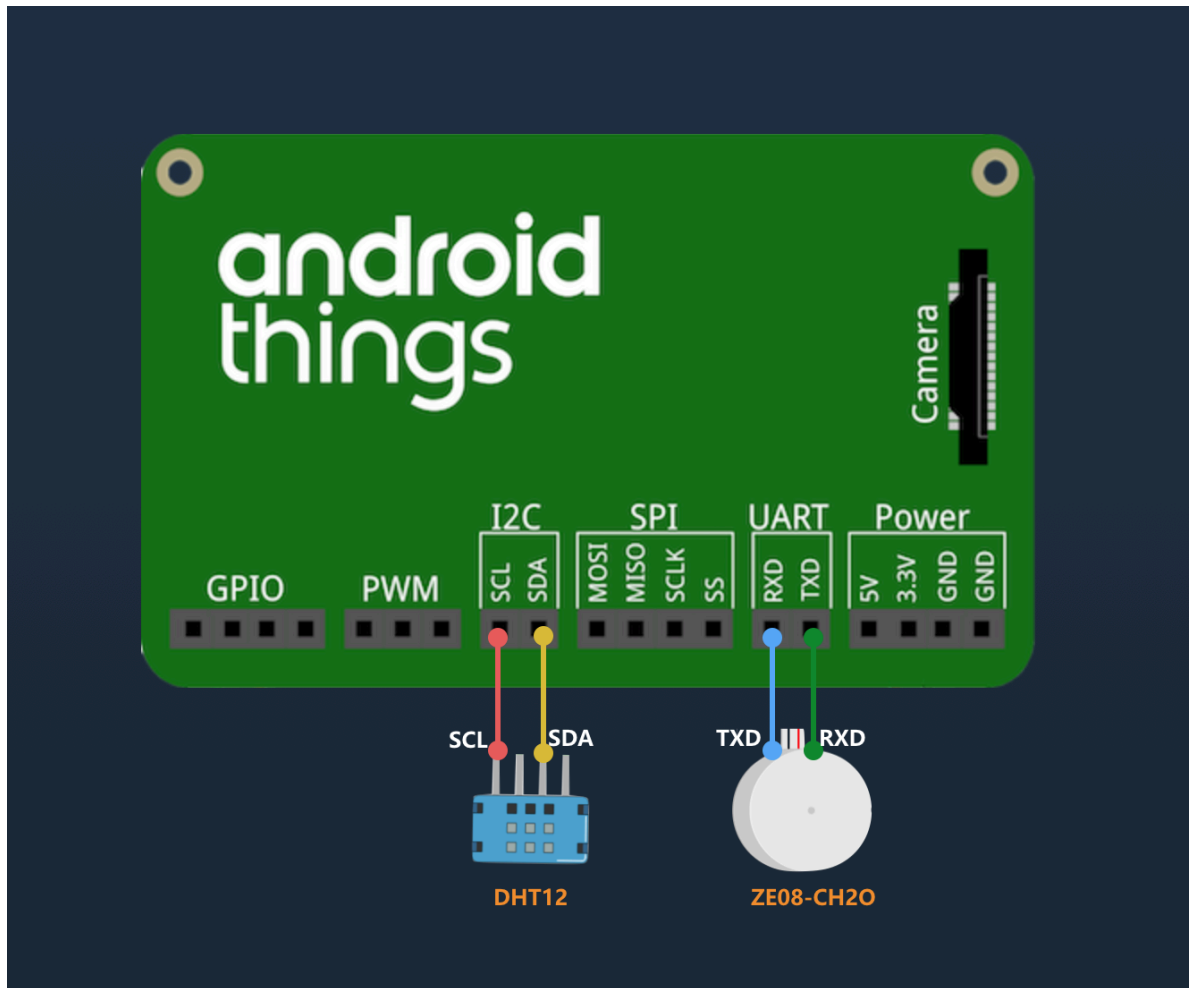 android
things
Camera
I2C
SPI
UART
Power
GPIO
PWM
SCL
SDA
MOSI
MISO
SCLK
SS
RXD
TXD
5V
3.3V
GND
GND
SCL
SDA
TXD
RXD
DHT12
ZE08-CH2O